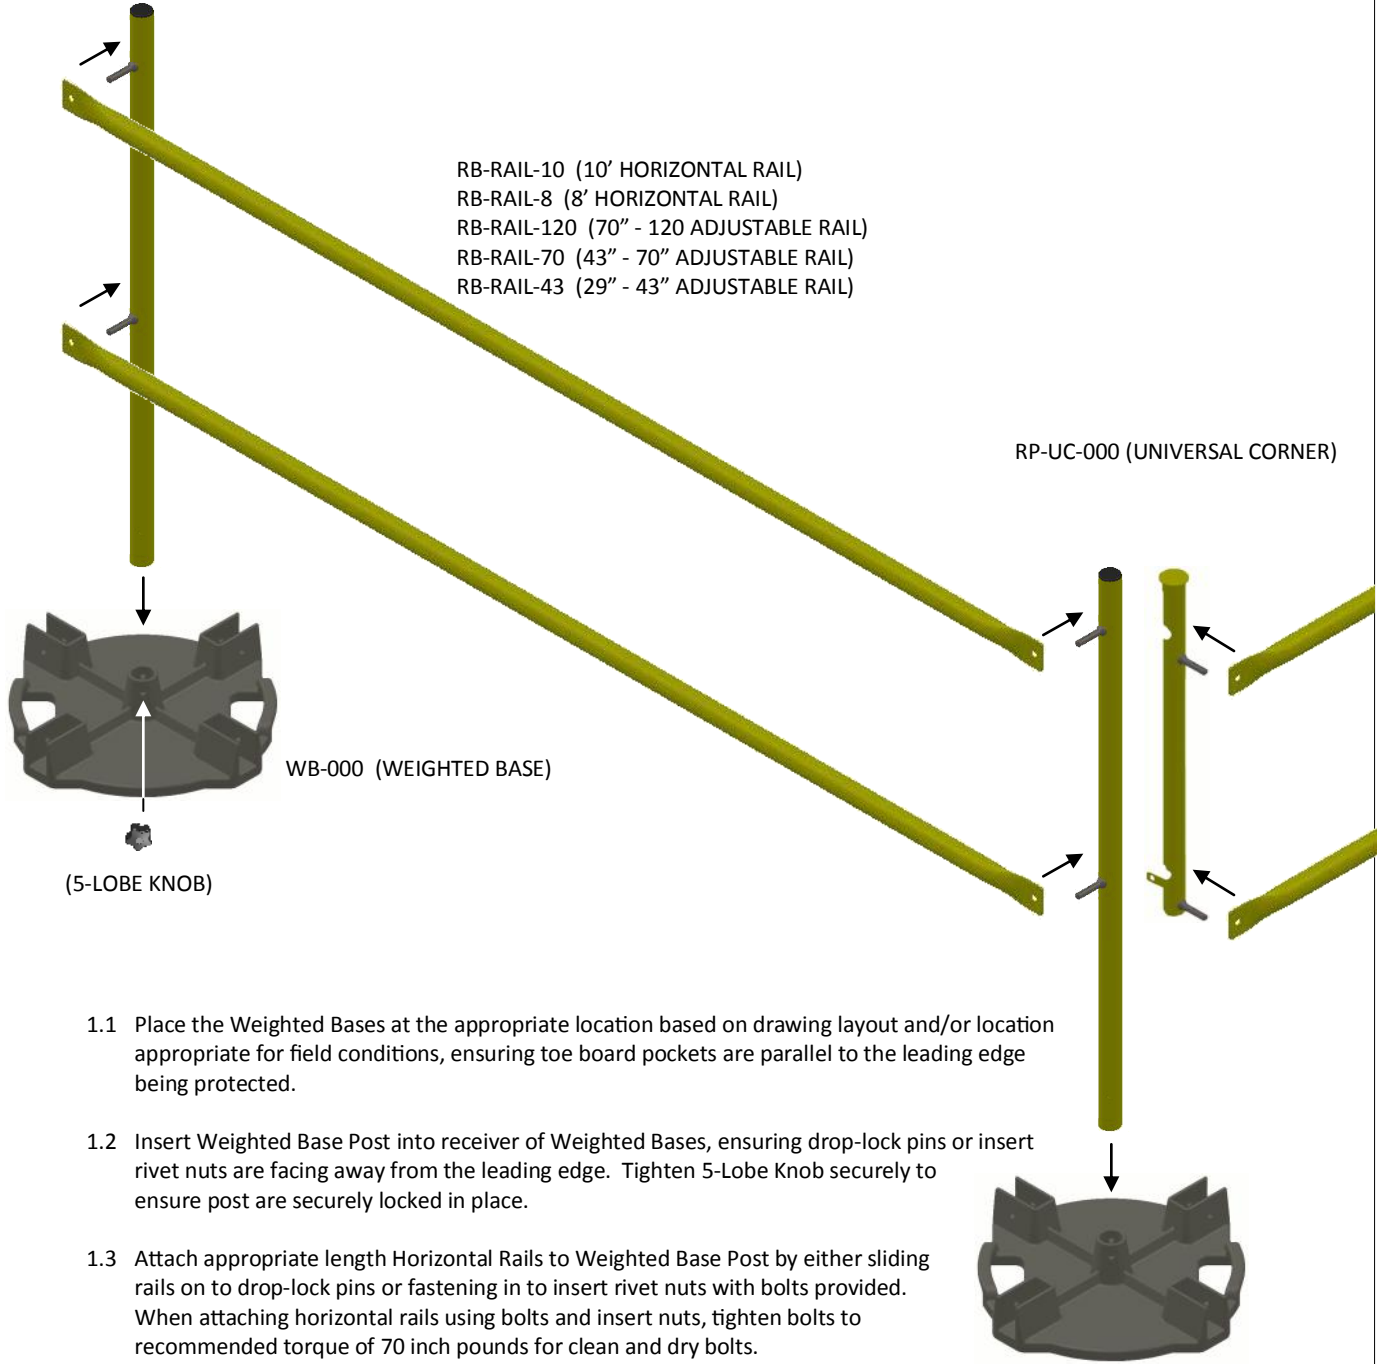 RB-RAIL-10 (10’ HORIZONTAL RAIL)
RB-RAIL-8 (8’ HORIZONTAL RAIL)
RB-RAIL-120 (70” - 120 ADJUSTABLE RAIL)
RB-RAIL-70 (43” - 70” ADJUSTABLE RAIL)
RB-RAIL-43 (29” - 43” ADJUSTABLE RAIL)
RP-UC-000 (UNIVERSAL CORNER)
WB-000 (WEIGHTED BASE)
(5-LOBE KNOB)
1.1 Place the Weighted Bases at the appropriate location based on drawing layout and/or location
appropriate for field conditions, ensuring toe board pockets are parallel to the leading edge
being protected.
1.2 Insert Weighted Base Post into receiver of Weighted Bases, ensuring drop-lock pins or insert
rivet nuts are facing away from the leading edge. Tighten 5-Lobe Knob securely to
ensure post are securely locked in place.
1.3 Attach appropriate length Horizontal Rails to Weighted Base Post by either sliding
rails on to drop-lock pins or fastening in to insert rivet nuts with bolts provided.
When attaching horizontal rails using bolts and insert nuts, tighten bolts to
recommended torque of 70 inch pounds for clean and dry bolts.